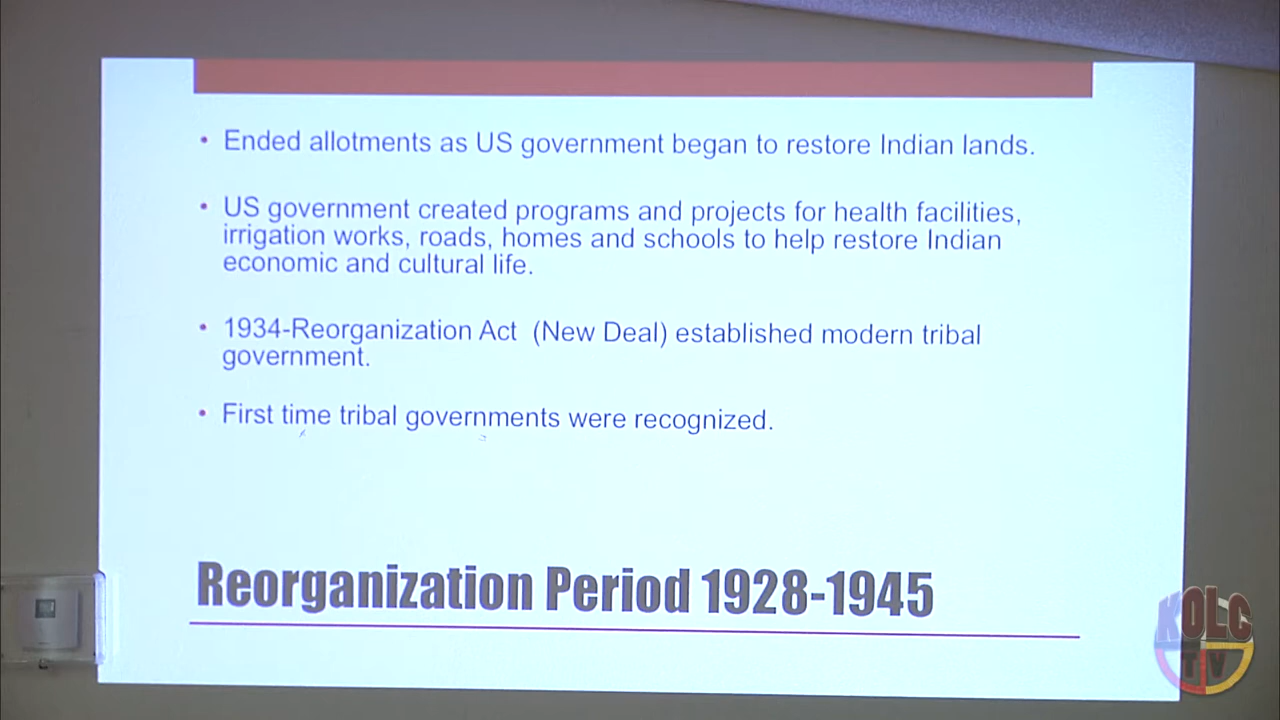 • Ended allotments as US government began to restore Indian lands.
• US government created programs and projects for health facilities,
irrigation works, roads, homes and schools to help restore Indian
economic and cultural life.
• 1934-Reorganization Act (New Deal) established modern tribal
government.
• First time tribal governments were recognized.
Reorganization Period 1928-1945
KOLC
TV